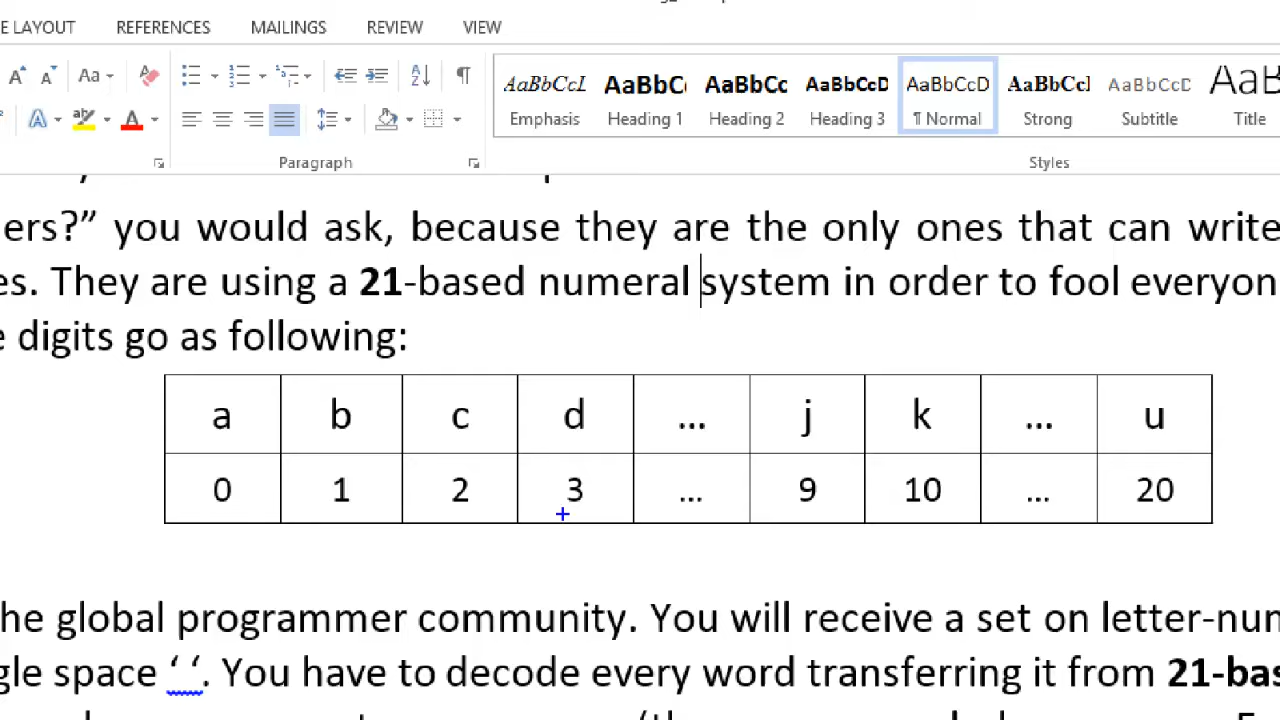 E LAYOUT REFERENCES MAILINGS REVIEW VIEW
A A Aa A
AaBbCcL AaBbC AaBbCc AaBbCcD AaBbCcD AaBbCcl AaBbCcD AaB
A aby A Emphasis Heading 1 Heading 2 Heading 3 ¶ Normal Strong Subtitle Title
Paragraph Styles
ers?” you would ask, because they are the only ones that can write
es. They are using a 21-based numeral system in order to fool everyon
e digits go as following:
a b c d ... j k ... u
0 1 2 3 ... 9 10 ... 20
he global programmer community. You will receive a set on letter-num
gle space ‘ ‘. You have to decode every word transferring it from 21-bas